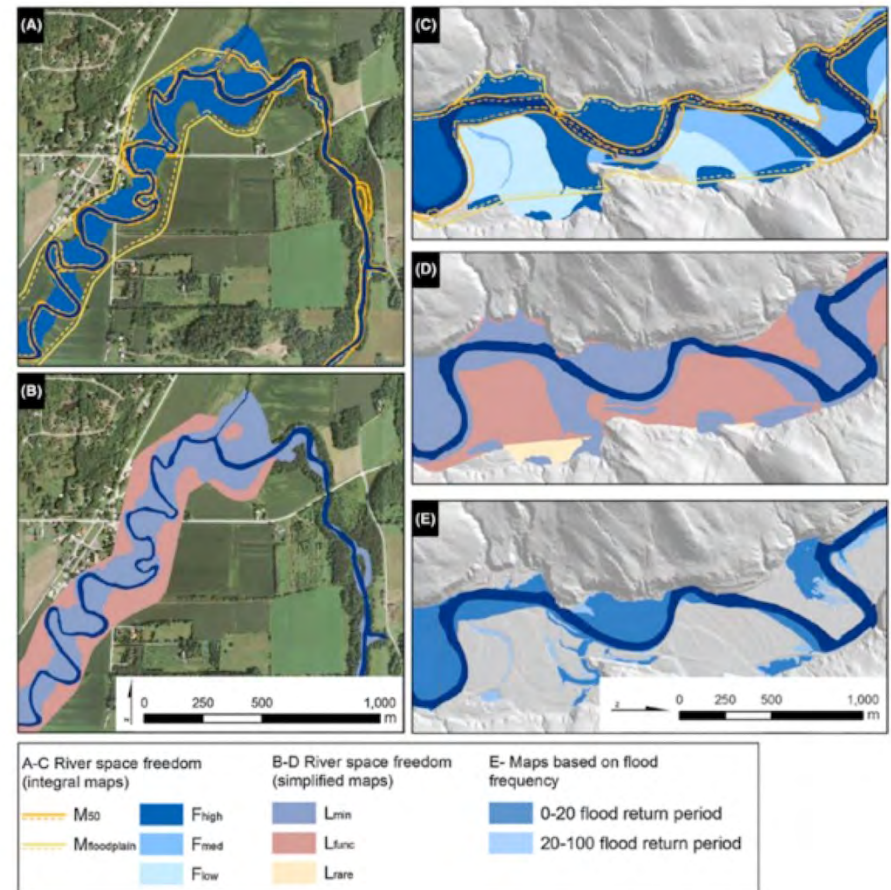 (A)
(C)
(D)
(B)
(E)
N
0 250 500 1,000
m
z
0 250 500 1,000
m
A-C River space freedom
(integral maps)
M50
Mfloodplain
Fhigh
Fmed
Flow
B-D River space freedom
(simplified maps)
Lmin
Lfunc
Lrare
E- Maps based on flood
frequency
0-20 flood return period
20-100 flood return period